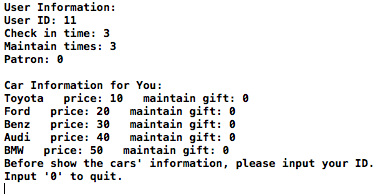 User Information:
User ID: 11
Check in time: 3
Maintain times: 3
Patron: 0

Car Information for You:
Toyota   price: 10   maintain gift: 0
Ford   price: 20   maintain gift: 0
Benz   price: 30   maintain gift: 0
Audi   price: 40   maintain gift: 0
BMW   price: 50   maintain gift: 0
Before show the cars' information, please input your ID.
Input '0' to quit.